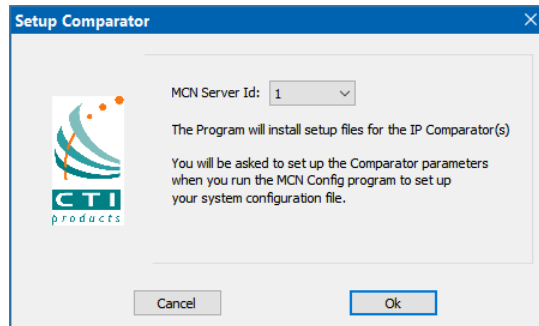 Setup Comparator
MCN Server Id: 1
The Program will install setup files for the IP Comparator(s)
You will be asked to set up the Comparator parameters
when you run the MCN Config program to set up
your system configuration file.
CTI
products
Cancel
Ok